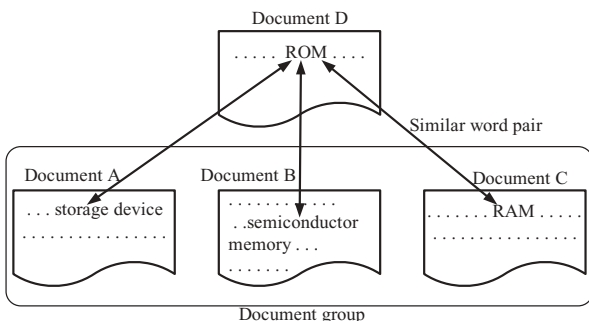 Document D
. . . . . ROM . . . .
Similar word pair
Document A
. . . storage device
. . . . . . . . . . . . . . . .
Document B
. . . . . . . . . . . .
. .semiconductor
memory . . .
. . . . . . .
Document C
. . . . . . . RAM . . . . .
. . . . . . . . . . . . . . . .
Document group